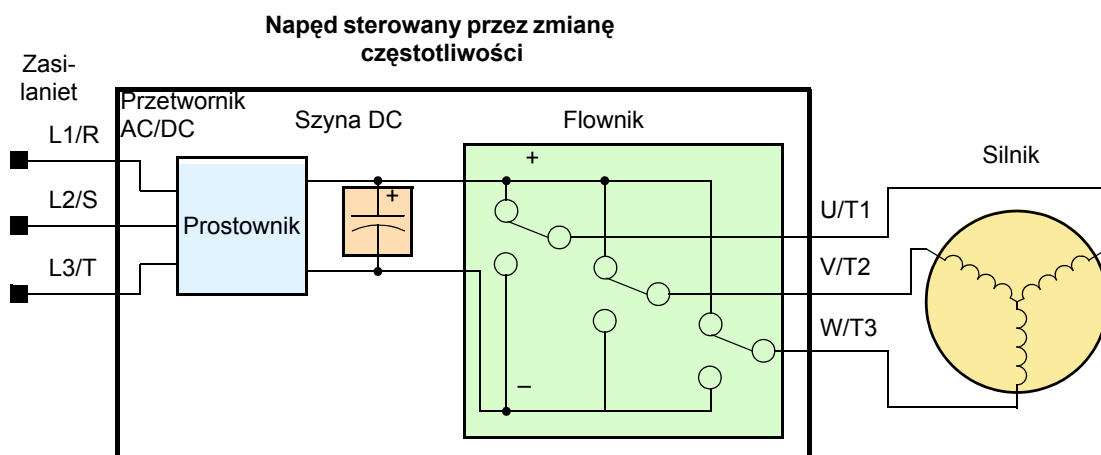 Napęd sterowany przez zmianę
częstotliwości
Zasi-
laniet
Przetwornik
AC/DC
Szyna DC
Flownik
Silnik
L1/R
L2/S
L3/T
Prostownik
+
+
–
U/T1
V/T2
W/T3